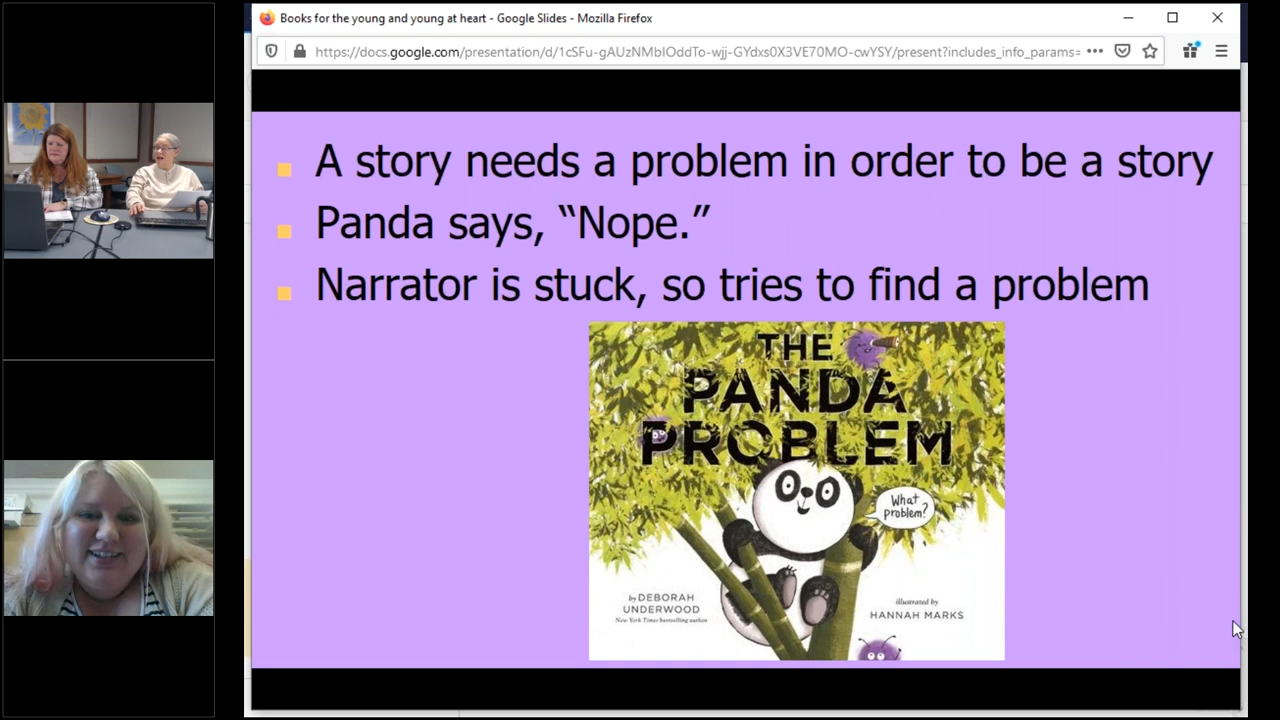 Books for the young and young at heart - Google Slides - Mozilla Firefox
https://docs.google.com/presentation/d/1cSFu-gAUzNMbIOddTo-wjj-GYdxs0X3VE70MO-cwYSY/present?includes_info_params=
A story needs a problem in order to be a story
Panda says, “Nope.”
Narrator is stuck, so tries to find a problem
THE
PANDA
PROBLEM
What
problem?
by DEBORAH
UNDERWOOD
New York Times bestselling author
illustrated by
HANNAH MARKS